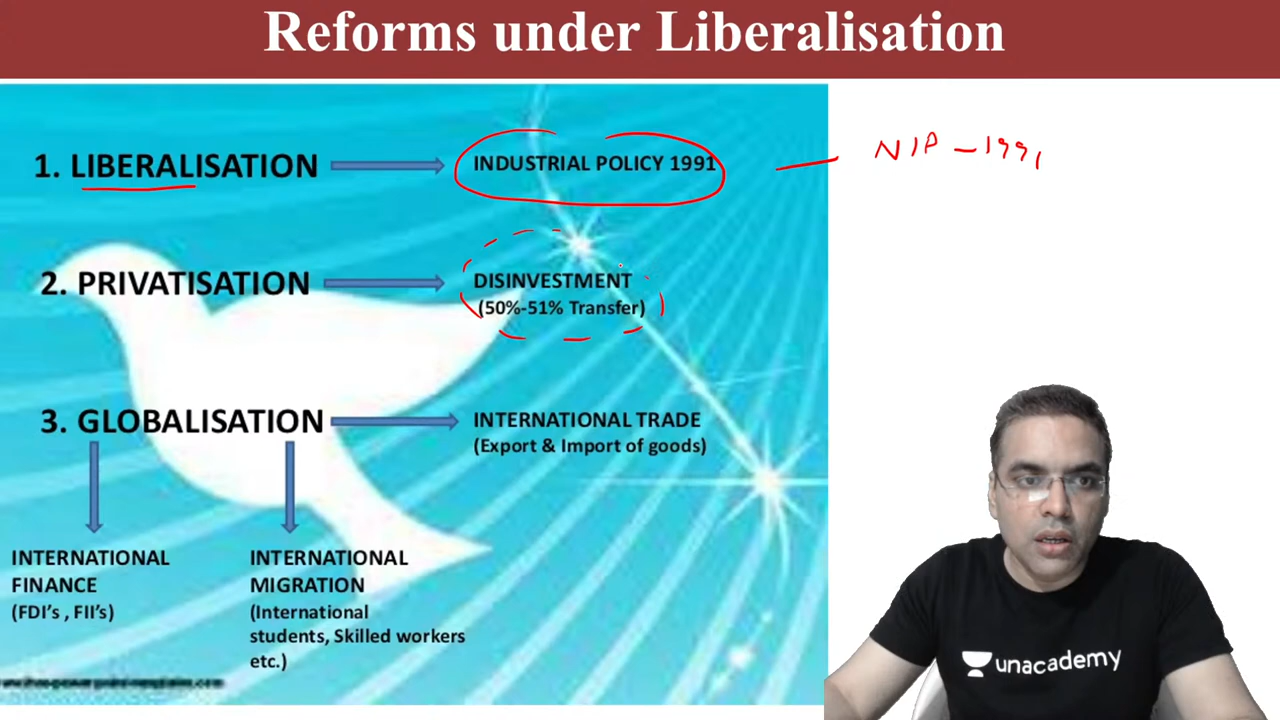 Reforms under Liberalisation
1. LIBERALISATION
INDUSTRIAL POLICY 1991
NIP - 1991
2. PRIVATISATION
DISINVESTMENT
(50%-51% Transfer)
3. GLOBALISATION
INTERNATIONAL TRADE
(Export & Import of goods)
INTERNATIONAL
FINANCE
(FDI's , FII's)
INTERNATIONAL
MIGRATION
(International
students, Skilled workers
etc.)
unacademy